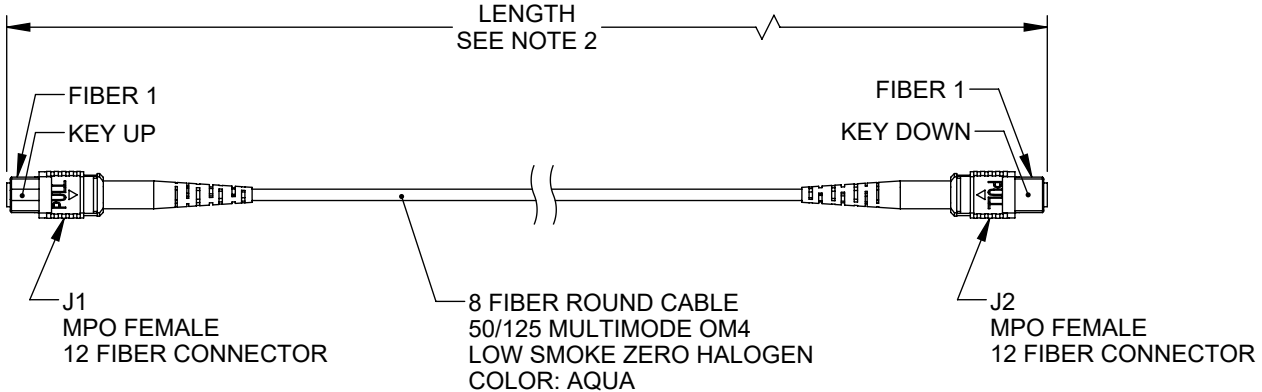 LENGTH
SEE NOTE 2
FIBER 1
KEY UP
FIBER 1
KEY DOWN
PULL
PULL
J1
MPO FEMALE
12 FIBER CONNECTOR
8 FIBER ROUND CABLE
50/125 MULTIMODE OM4
LOW SMOKE ZERO HALOGEN
COLOR: AQUA
J2
MPO FEMALE
12 FIBER CONNECTOR